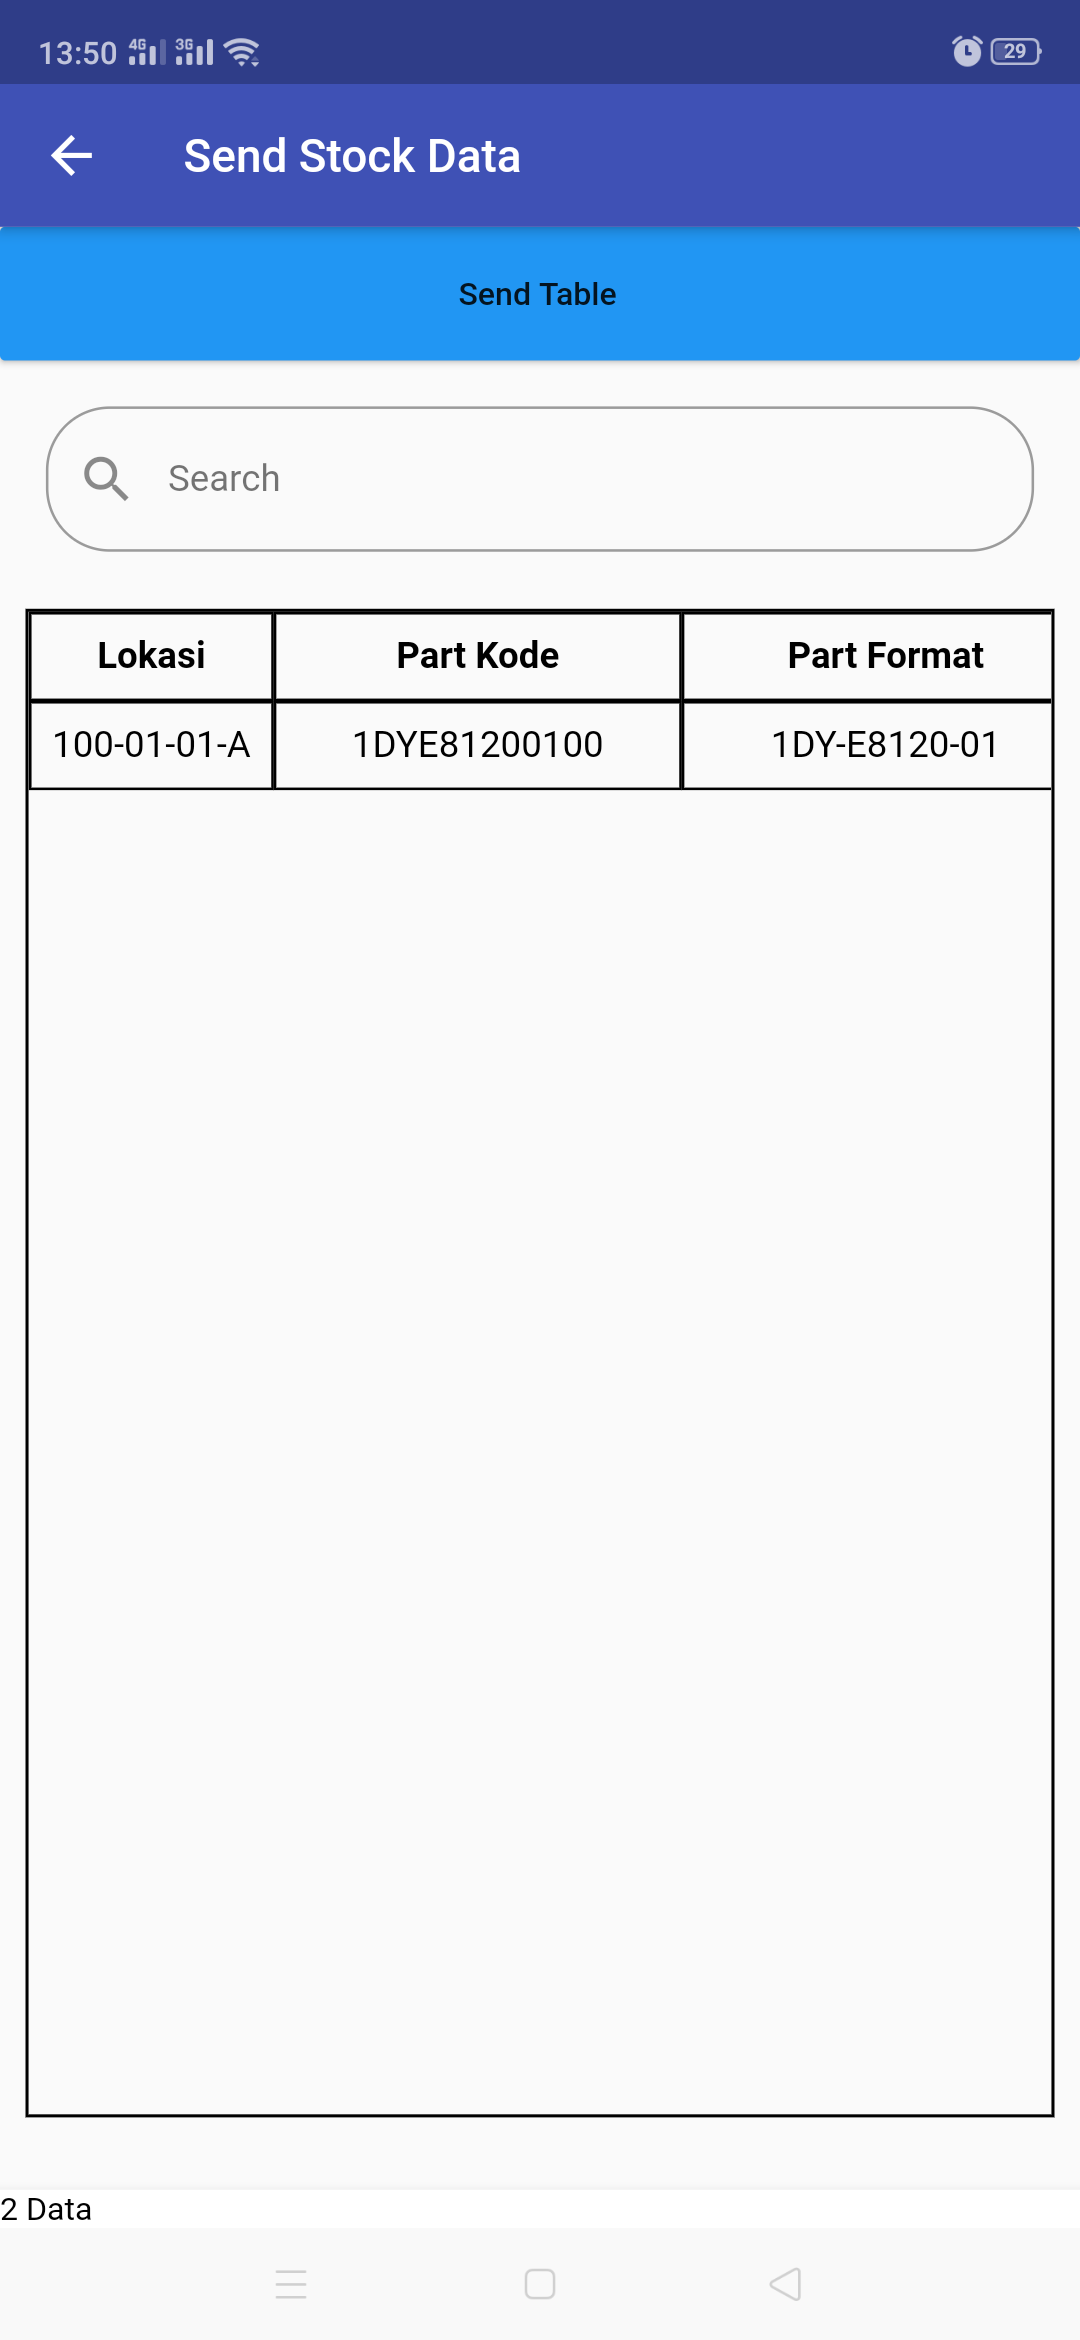 13:50 4G 3G 29
Send Stock Data
Send Table
Search
Lokasi Part Kode Part Format
100-01-01-A 1DYE81200100 1DY-E8120-01
2 Data